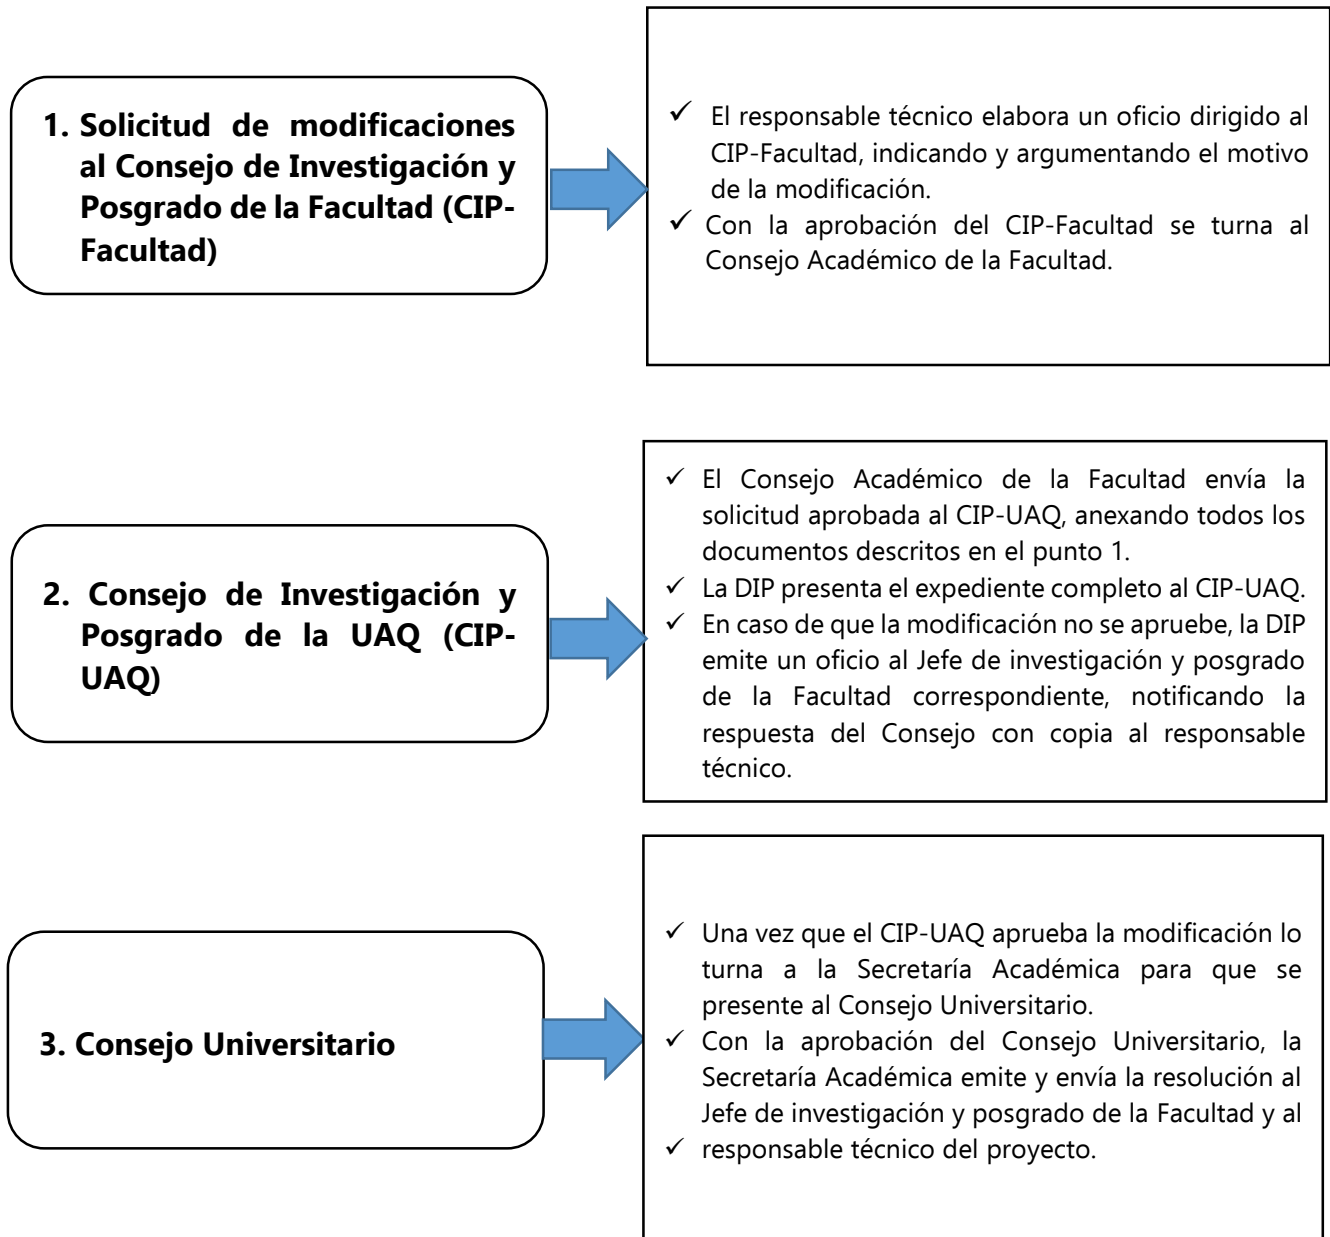 1. Solicitud de modificaciones
al Consejo de Investigación y
Posgrado de la Facultad (CIP-
Facultad)
✓ El responsable técnico elabora un oficio dirigido al
CIP-Facultad, indicando y argumentando el motivo
de la modificación.
✓ Con la aprobación del CIP-Facultad se turna al
Consejo Académico de la Facultad.
2. Consejo de Investigación y
Posgrado de la UAQ (CIP-
UAQ)
✓ El Consejo Académico de la Facultad envía la
solicitud aprobada al CIP-UAQ, anexando todos los
documentos descritos en el punto 1.
✓ La DIP presenta el expediente completo al CIP-UAQ.
✓ En caso de que la modificación no se apruebe, la DIP
emite un oficio al Jefe de investigación y posgrado
de la Facultad correspondiente, notificando la
respuesta del Consejo con copia al responsable
técnico.
3. Consejo Universitario
✓ Una vez que el CIP-UAQ aprueba la modificación lo
turna a la Secretaría Académica para que se
presente al Consejo Universitario.
✓ Con la aprobación del Consejo Universitario, la
Secretaría Académica emite y envía la resolución al
Jefe de investigación y posgrado de la Facultad y al
✓ responsable técnico del proyecto.